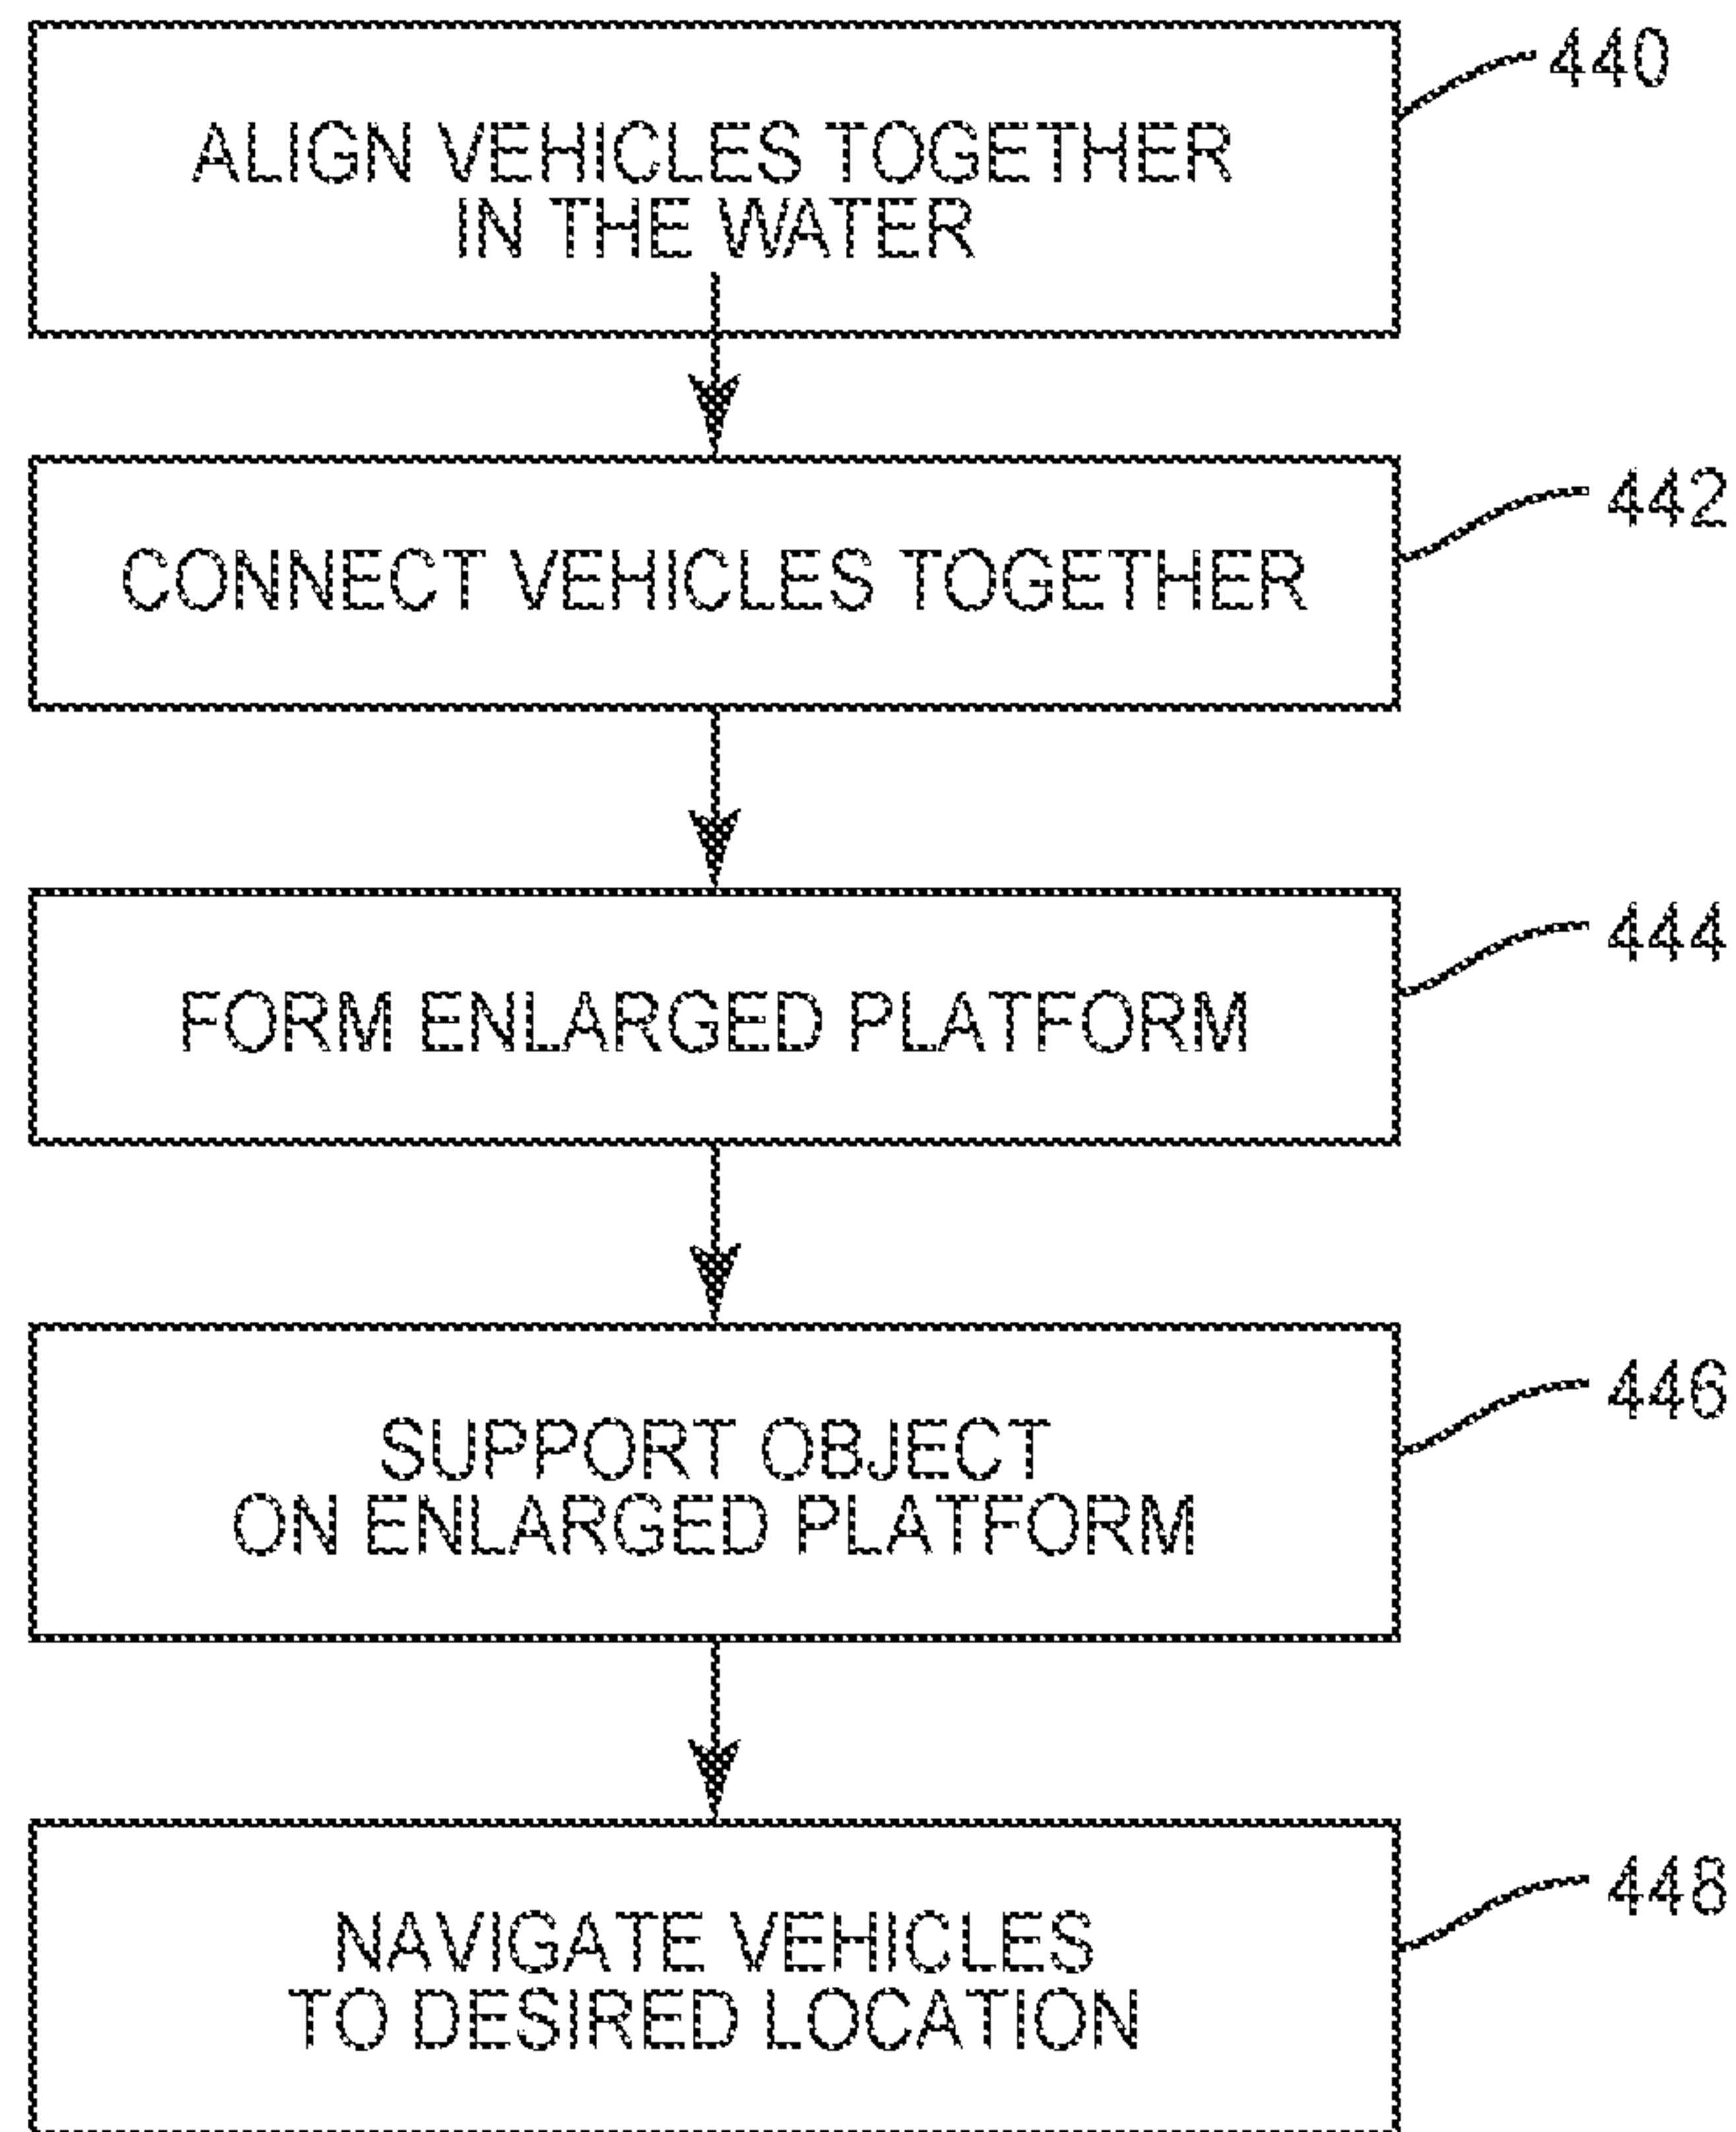 440
ALIGN VEHICLES TOGETHER
IN THE WATER
442
CONNECT VEHICLES TOGETHER
444
FORM ENLARGED PLATFORM
446
SUPPORT OBJECT
ON ENLARGED PLATFORM
448
NAVIGATE VEHICLES
TO DESIRED LOCATION